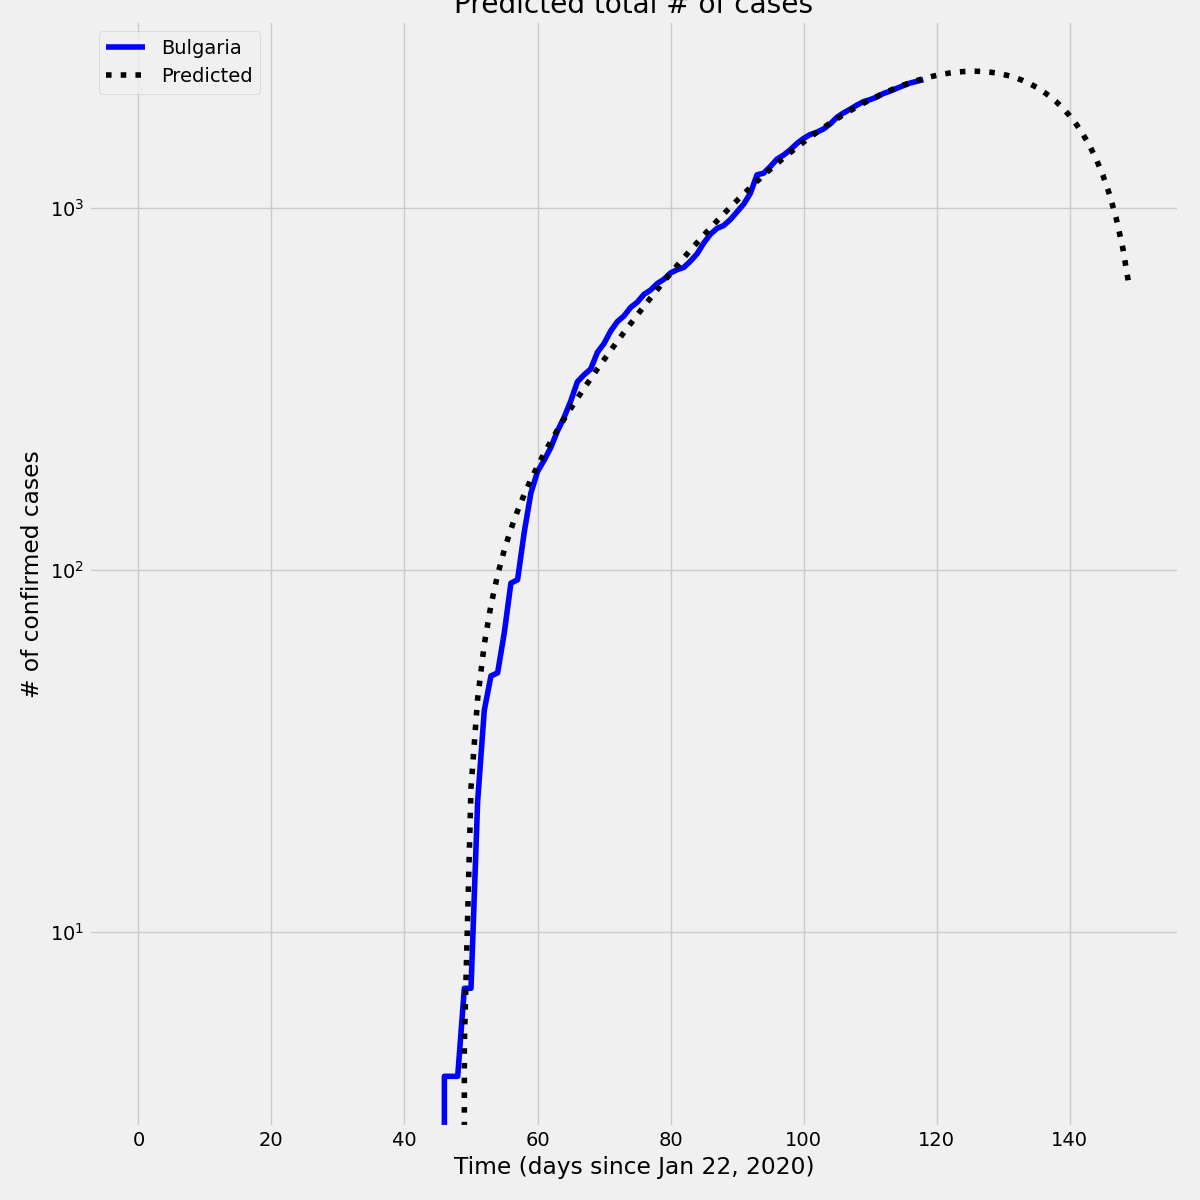 Predicted total # of cases
Bulgaria
Predicted
10³
10²
10¹
# of confirmed cases
0 20 40 60 80 100 120 140
Time (days since Jan 22, 2020)